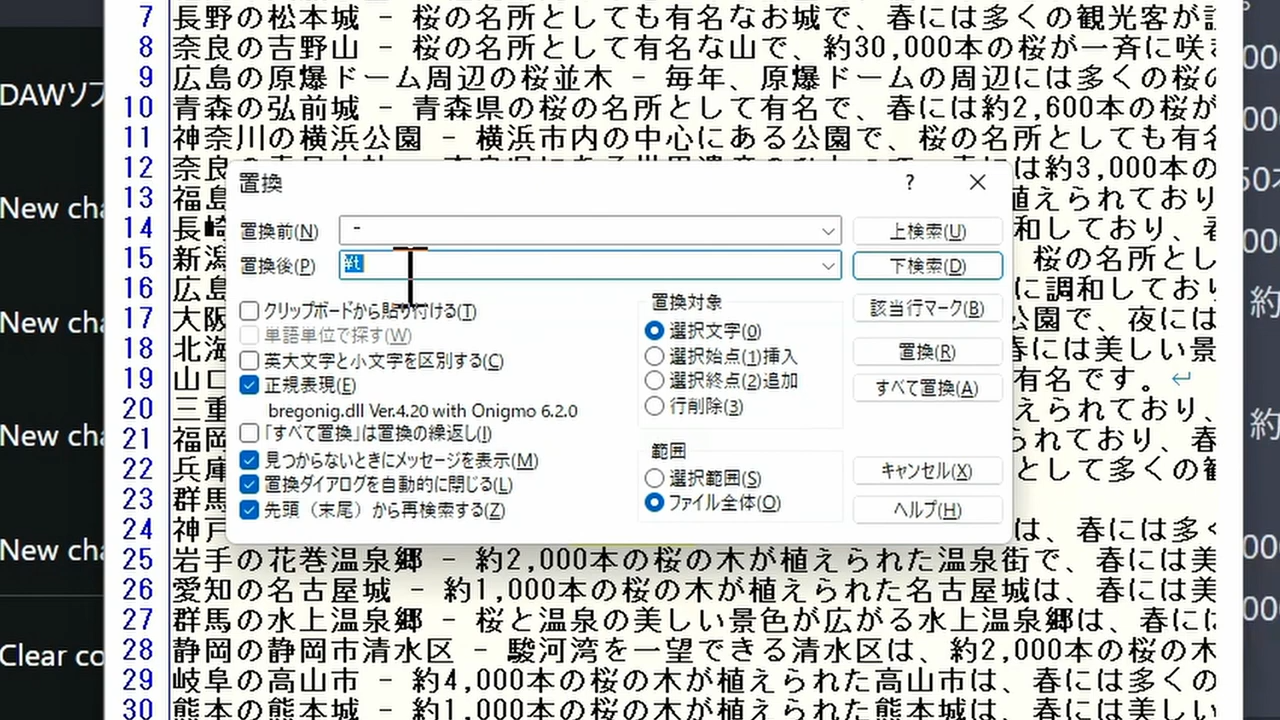 7 長野の松本城 - 桜の名所としても有名なお城で、春には多くの観光客が
8 奈良の吉野山 - 桜の名所として有名な山で、約30,000本の桜が一斉に咲
9 広島の原爆ドーム周辺の桜並木 - 毎年、原爆ドームの周辺には多くの桜の
10 青森の弘前城 - 青森県の桜の名所として有名で、春には約2,600本の桜が
11 神奈川の横浜公園 - 横浜市内の中心にある公園で、桜の名所としても有名
12 奈良 は約3,000本の
13 福島 植えられており
14 長崎 和しており、春
15 新潟 桜の名所とし
16 広島 に調和しており
17 大阪 公園で、夜には
18 北海 春には美しい景
19 山口 有名です。↵
20 三重 えられており、
21 福岡 られており、春
22 兵庫 として多くの観
23 群馬
24 神戸 は、春には多く
25 岩手の花巻温泉郷 - 約2,000本の桜の木が植えられた温泉街で、春には美
26 愛知の名古屋城 - 約1,000本の桜の木が植えられた名古屋城は、春には美
27 群馬の水上温泉郷 - 桜と温泉の美しい景色が広がる水上温泉郷は、春には
28 静岡の静岡市清水区 - 駿河湾を一望できる清水区は、約2,000本の桜の木
29 岐阜の高山市 - 約4,000本の桜の木が植えられた高山市は、春には多くの
30 熊本の熊本城 - 約1,000本の桜の木が植えられた熊本城は、春には美しい
DAWソフ
New cha
New cha
New cha
New cha
Clear co
置換
? ×
置換前(N) -
上検索(U)
置換後(P) ¥t
下検索(D)
クリップボードから貼り付ける(T)
単語単位で探す(W)
英大文字と小文字を区別する(C)
正規表現(E)
bregonig.dll Ver.4.20 with Onigmo 6.2.0
「すべて置換」は置換の繰返し(I)
見つからないときにメッセージを表示(M)
置換ダイアログを自動的に閉じる(L)
先頭（末尾）から再検索する(Z)
置換対象
選択文字(0)
選択始点(1)挿入
選択終点(2)追加
行削除(3)
範囲
選択範囲(S)
ファイル全体(O)
該当行マーク(B)
置換(R)
すべて置換(A)
キャンセル(X)
ヘルプ(H)
約
約